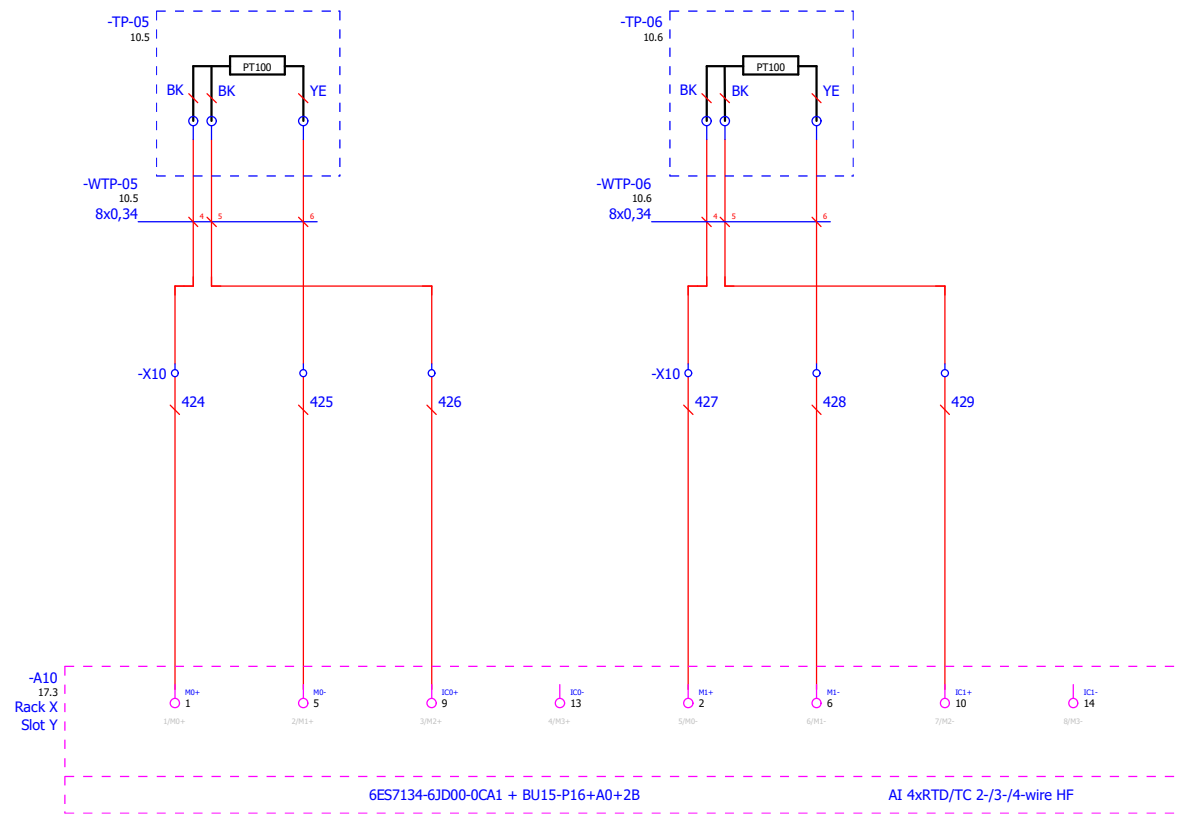 -TP-05
10.5
PT100
BK
BK
YE
-TP-06
10.6
PT100
BK
BK
YE
-WTP-05
10.5
8x0,34
4
5
6
-WTP-06
10.6
8x0,34
4
5
6
-X10
-X10
424
425
426
427
428
429
-A10
17.3
Rack X
Slot Y
M0+
1
1/M0+
M0-
5
2/M1+
IC0+
9
3/M2+
IC0-
13
4/M3+
M1+
2
5/M0-
M1-
6
6/M1-
IC1+
10
7/M2-
IC1-
14
8/M3-
6ES7134-6JD00-0CA1 + BU15-P16+A0+2B
AI 4xRTD/TC 2-/3-/4-wire HF